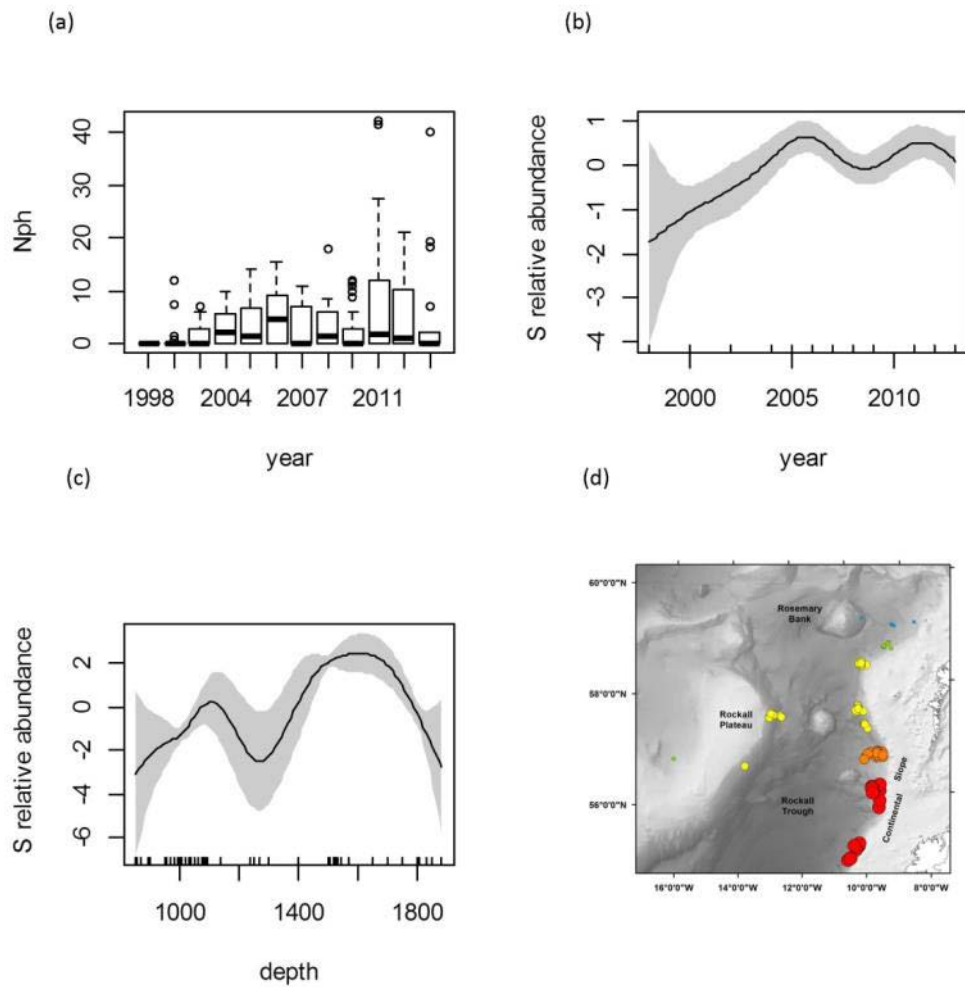 (a)
(b)
Nph
40
30
20
10
0
1998
2004
2007
2011
year
S relative abundance
1
0
-1
-2
-3
-4
2000
2005
2010
year
(c)
(d)
S relative abundance
2
0
-2
-4
-6
1000
1400
1800
depth
60°0'0"N
58°0'0"N
56°0'0"N
Rosemary
Bank
Rockall
Plateau
Rockall
Trough
Continental Slope
16°0'0"W
14°0'0"W
12°0'0"W
10°0'0"W
8°0'0"W